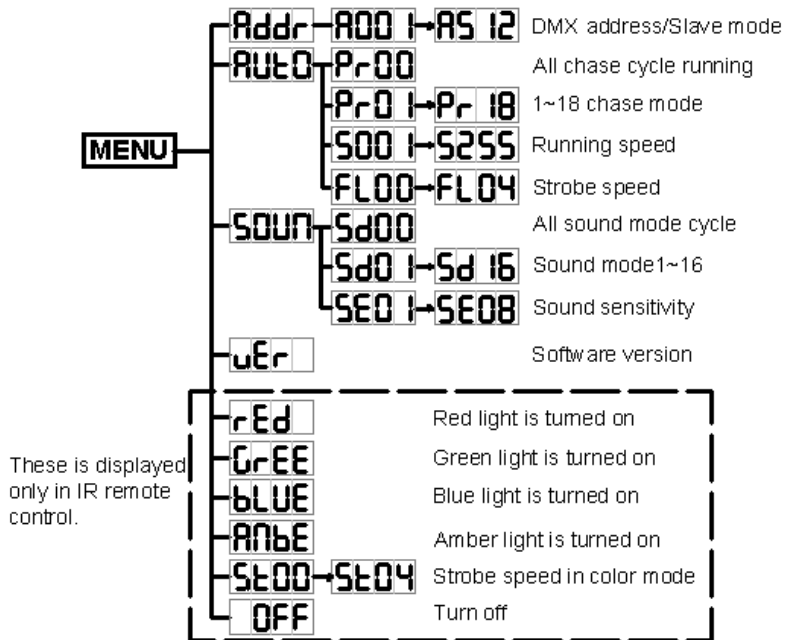 Addr A001 AS12 DMX address/Slave mode
AUtO Pr00 All chase cycle running
Pr01 Pr18 1~18 chase mode
MENU
S001 S255 Running speed
FL00 FL04 Strobe speed
SOUN Sd00 All sound mode cycle
Sd01 Sd16 Sound mode1~16
SE01 SE08 Sound sensitivity
uEr Software version
rEd Red light is turned on
GrEE Green light is turned on
These is displayed
only in IR remote
control.
bLUE Blue light is turned on
ANbE Amber light is turned on
St00 St04 Strobe speed in color mode
OFF Turn off